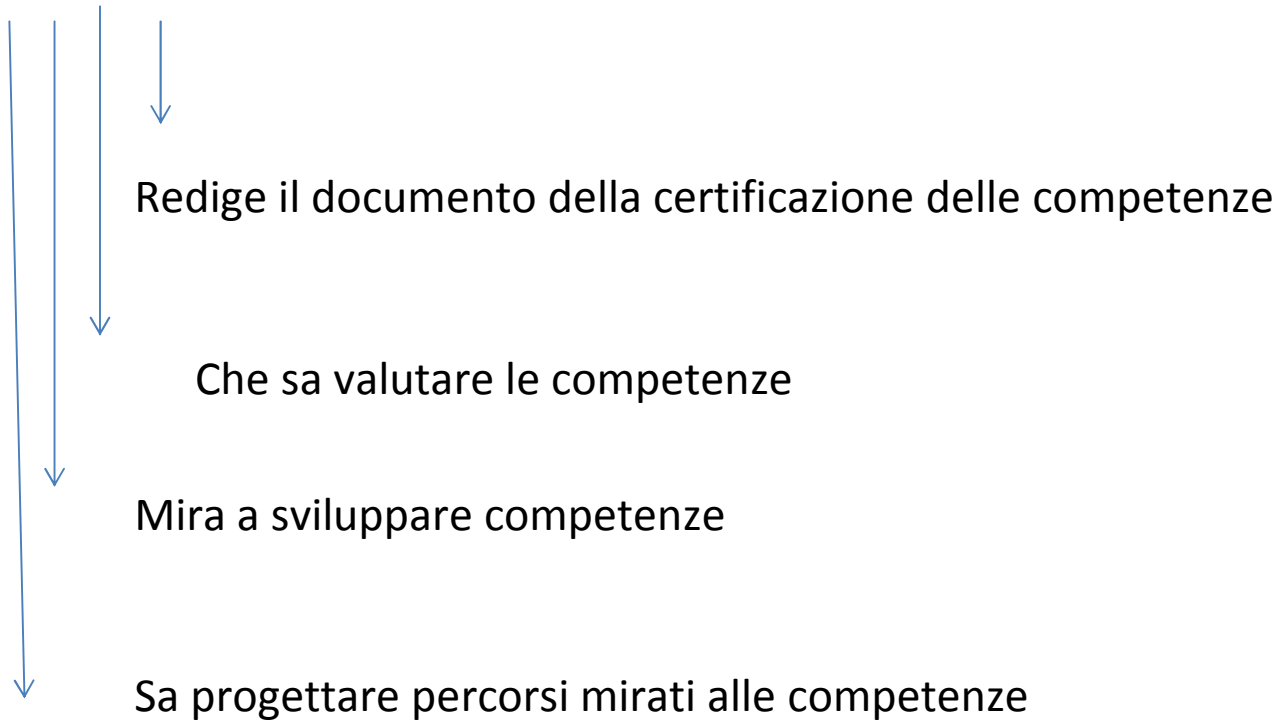 Redige il documento della certificazione delle competenze
Che sa valutare le competenze
Mira a sviluppare competenze
Sa progettare percorsi mirati alle competenze